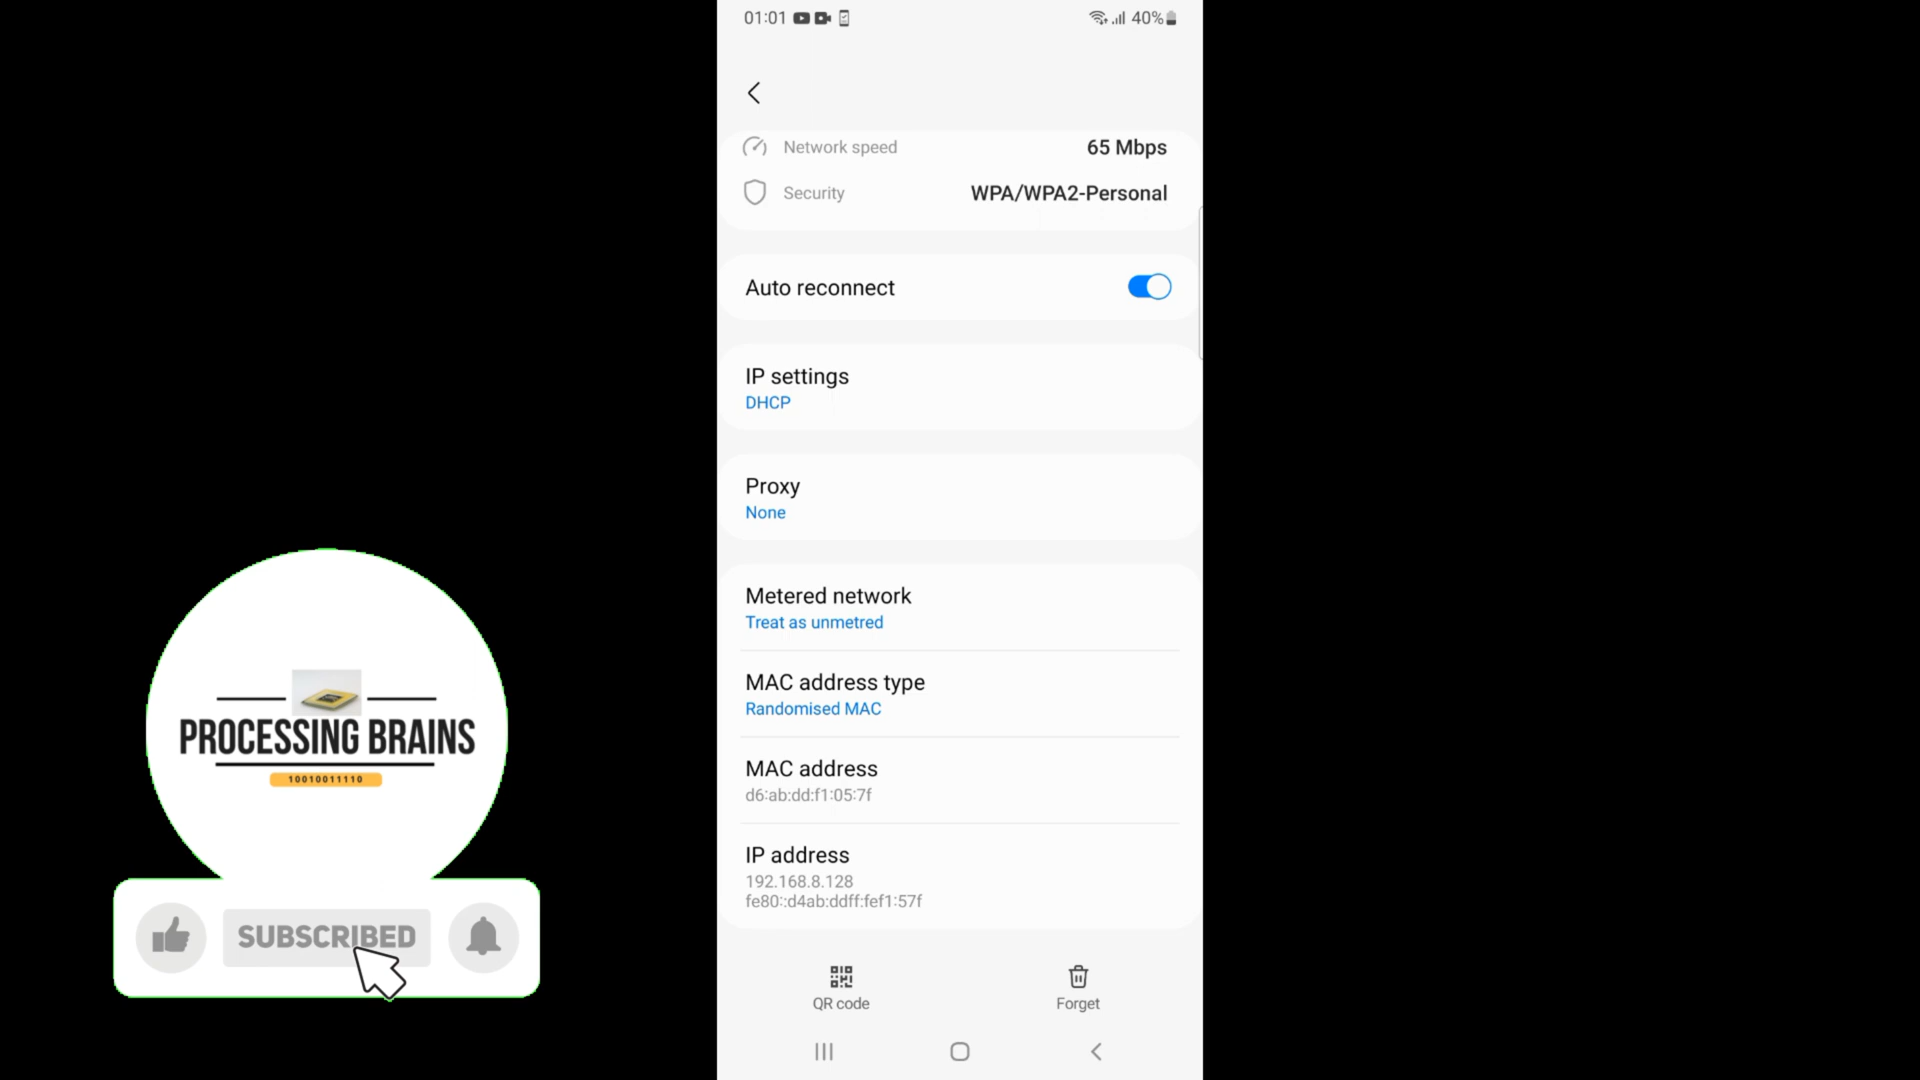 01:01
40%
Network speed
65 Mbps
Security
WPA/WPA2-Personal
Auto reconnect
IP settings
DHCP
Proxy
None
Metered network
Treat as unmetred
MAC address type
Randomised MAC
MAC address
d6:ab:dd:f1:05:7f
IP address
192.168.8.128
fe80::d4ab:ddff:fef1:57f
QR code
Forget
PROCESSING BRAINS
10010011110
SUBSCRIBED